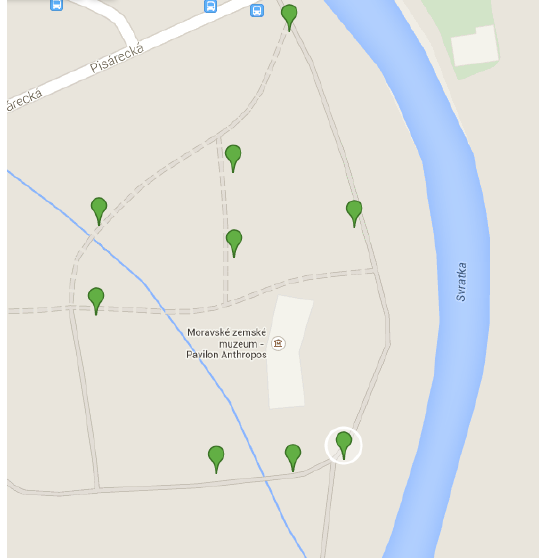 Pisárecká
árecká
Svratka
Moravské zemské
muzeum -
Pavilon Anthropos